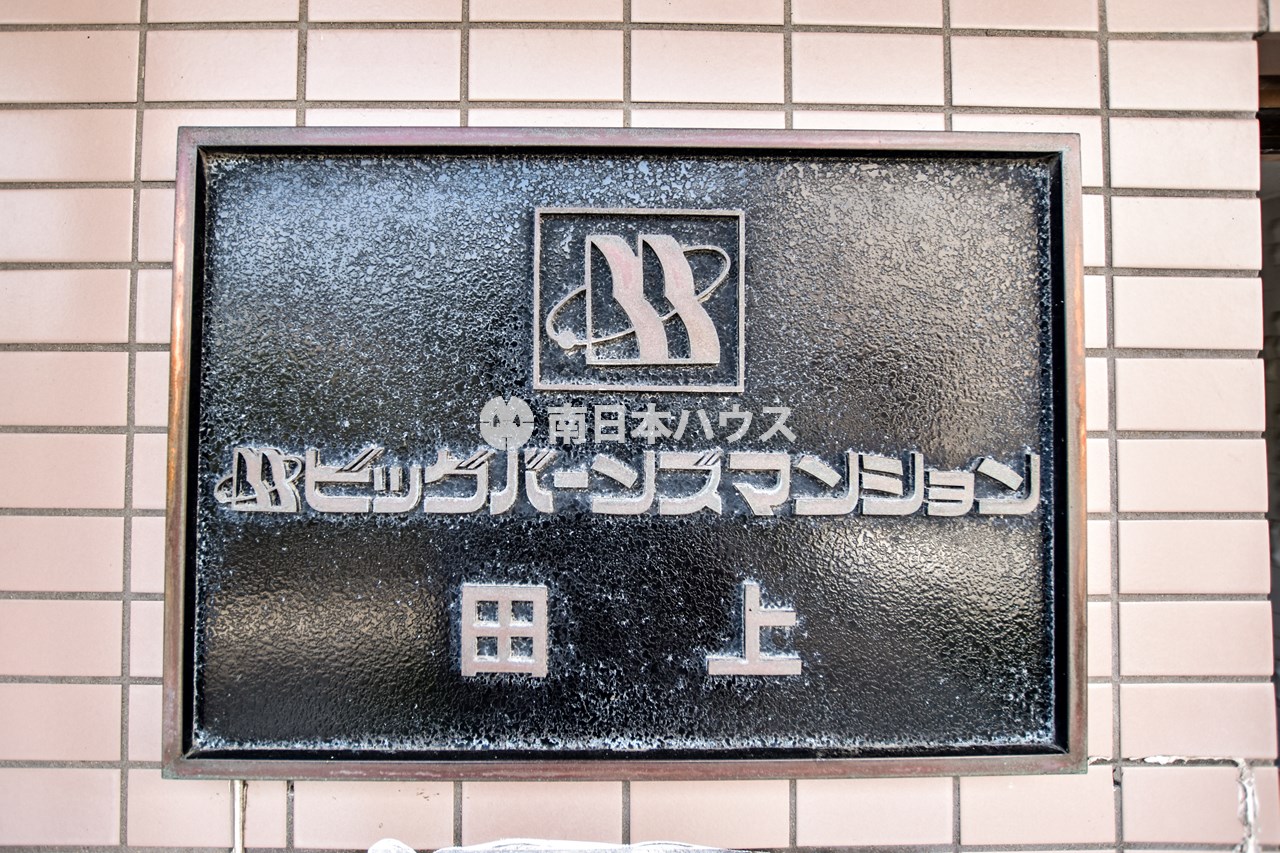 南日本ハウス
ビッグバーンズマンション
田上